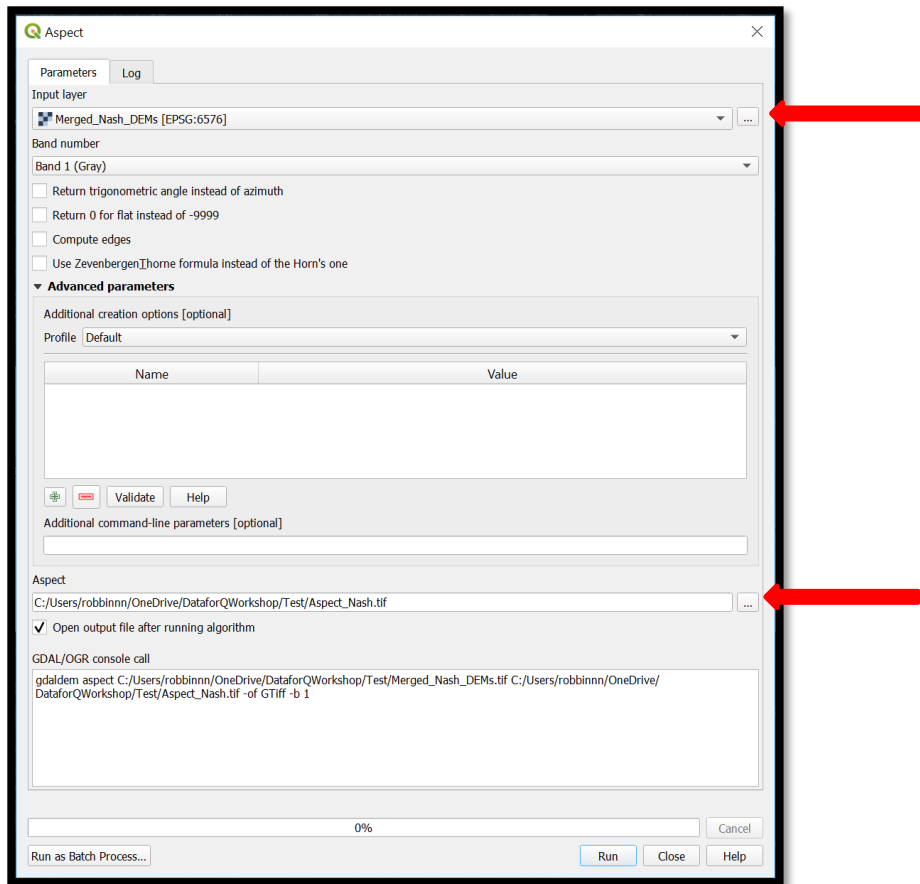 Aspect
Parameters
Log
Input layer
Merged_Nash_DEMs [EPSG:6576]
...
Band number
Band 1 (Gray)
Return trigonometric angle instead of azimuth
Return 0 for flat instead of -9999
Compute edges
Use ZevenbergenThorne formula instead of the Horn's one
Advanced parameters
Additional creation options [optional]
Profile Default
Name Value
Validate Help
Additional command-line parameters [optional]
Aspect
C:/Users/robbinnn/OneDrive/DataforQWorkshop/Test/Aspect_Nash.tif
...
Open output file after running algorithm
GDAL/OGR console call
gdaldem aspect C:/Users/robbinnn/OneDrive/DataforQWorkshop/Test/Merged_Nash_DEMs.tif C:/Users/robbinnn/OneDrive/
DataforQWorkshop/Test/Aspect_Nash.tif -of GTiff -b 1
0%
Cancel
Run as Batch Process...
Run Close Help